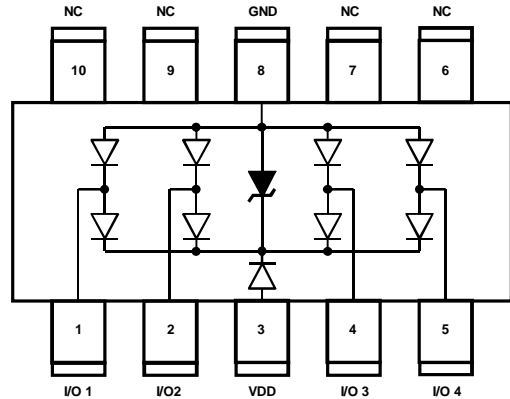 NC NC GND NC NC
10 9 8 7 6
1 2 3 4 5
I/O 1 I/O2 VDD I/O 3 I/O 4